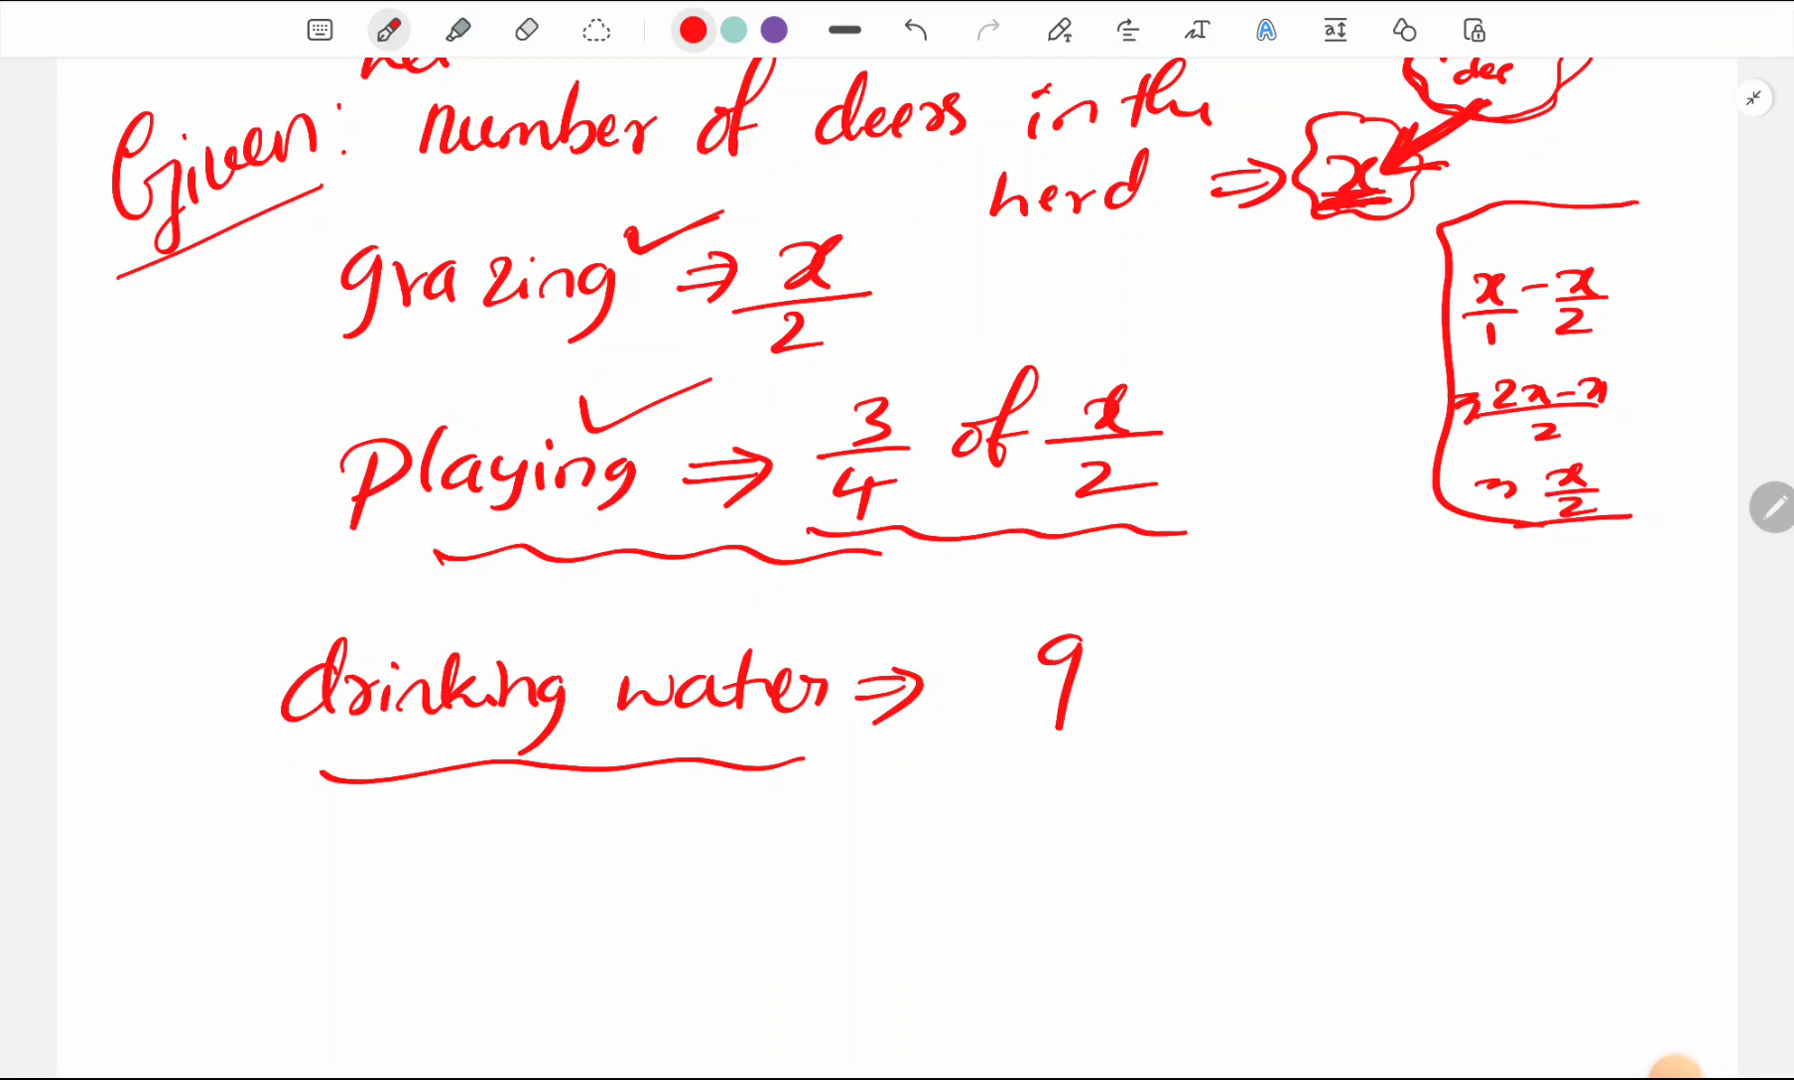 Given: number of deers in the
herd ⇒ x
dee
grazing ✓ ⇒ x/2
playing ✓ ⇒ 3/4 of x/2
drinking water ⇒ 9
x/1 - x/2
⇒ 2x-x/2
⇒ x/2